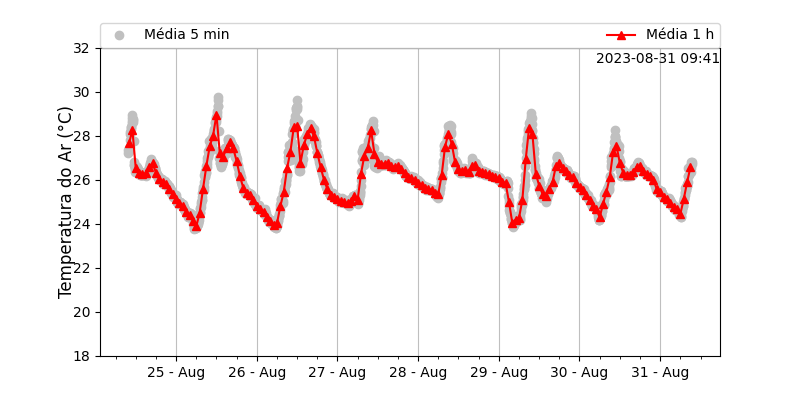 Média 5 min
Média 1 h
2023-08-31 09:41
Temperatura do Ar (°C)
32
30
28
26
24
22
20
18
25 - Aug
26 - Aug
27 - Aug
28 - Aug
29 - Aug
30 - Aug
31 - Aug